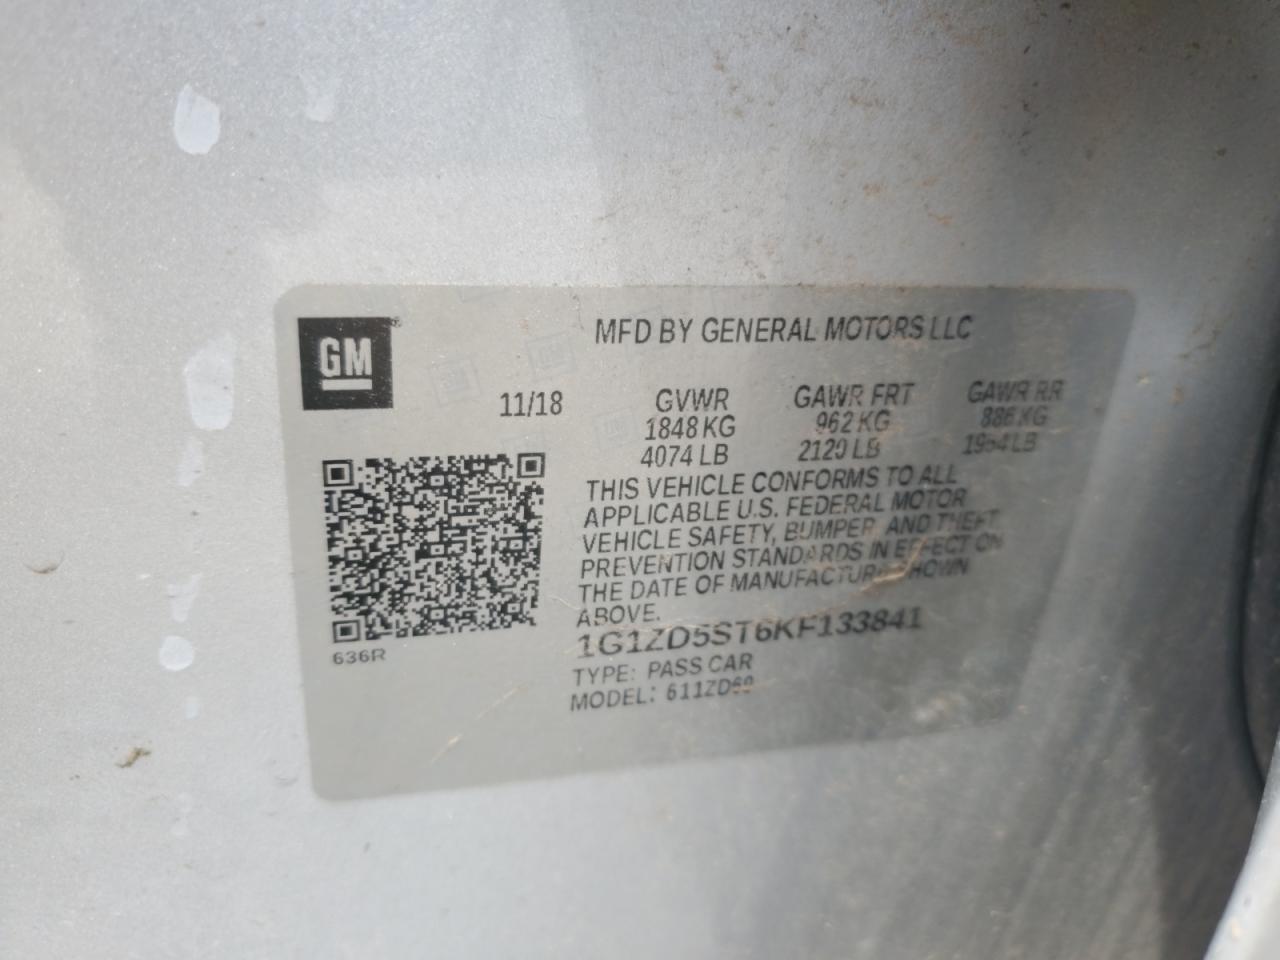 GM
MFD BY GENERAL MOTORS LLC
11/18
GVWR GAWR FRT GAWR RR
1848 KG 962 KG 886 KG
4074 LB 2120 LB 1954 LB
THIS VEHICLE CONFORMS TO ALL
APPLICABLE U.S. FEDERAL MOTOR
VEHICLE SAFETY, BUMPER, AND THEFT
PREVENTION STANDARDS IN EFFECT ON
THE DATE OF MANUFACTURE SHOWN
ABOVE.
1G1ZD5ST6KF133841
TYPE: PASS CAR
MODEL: 611ZD69
636R